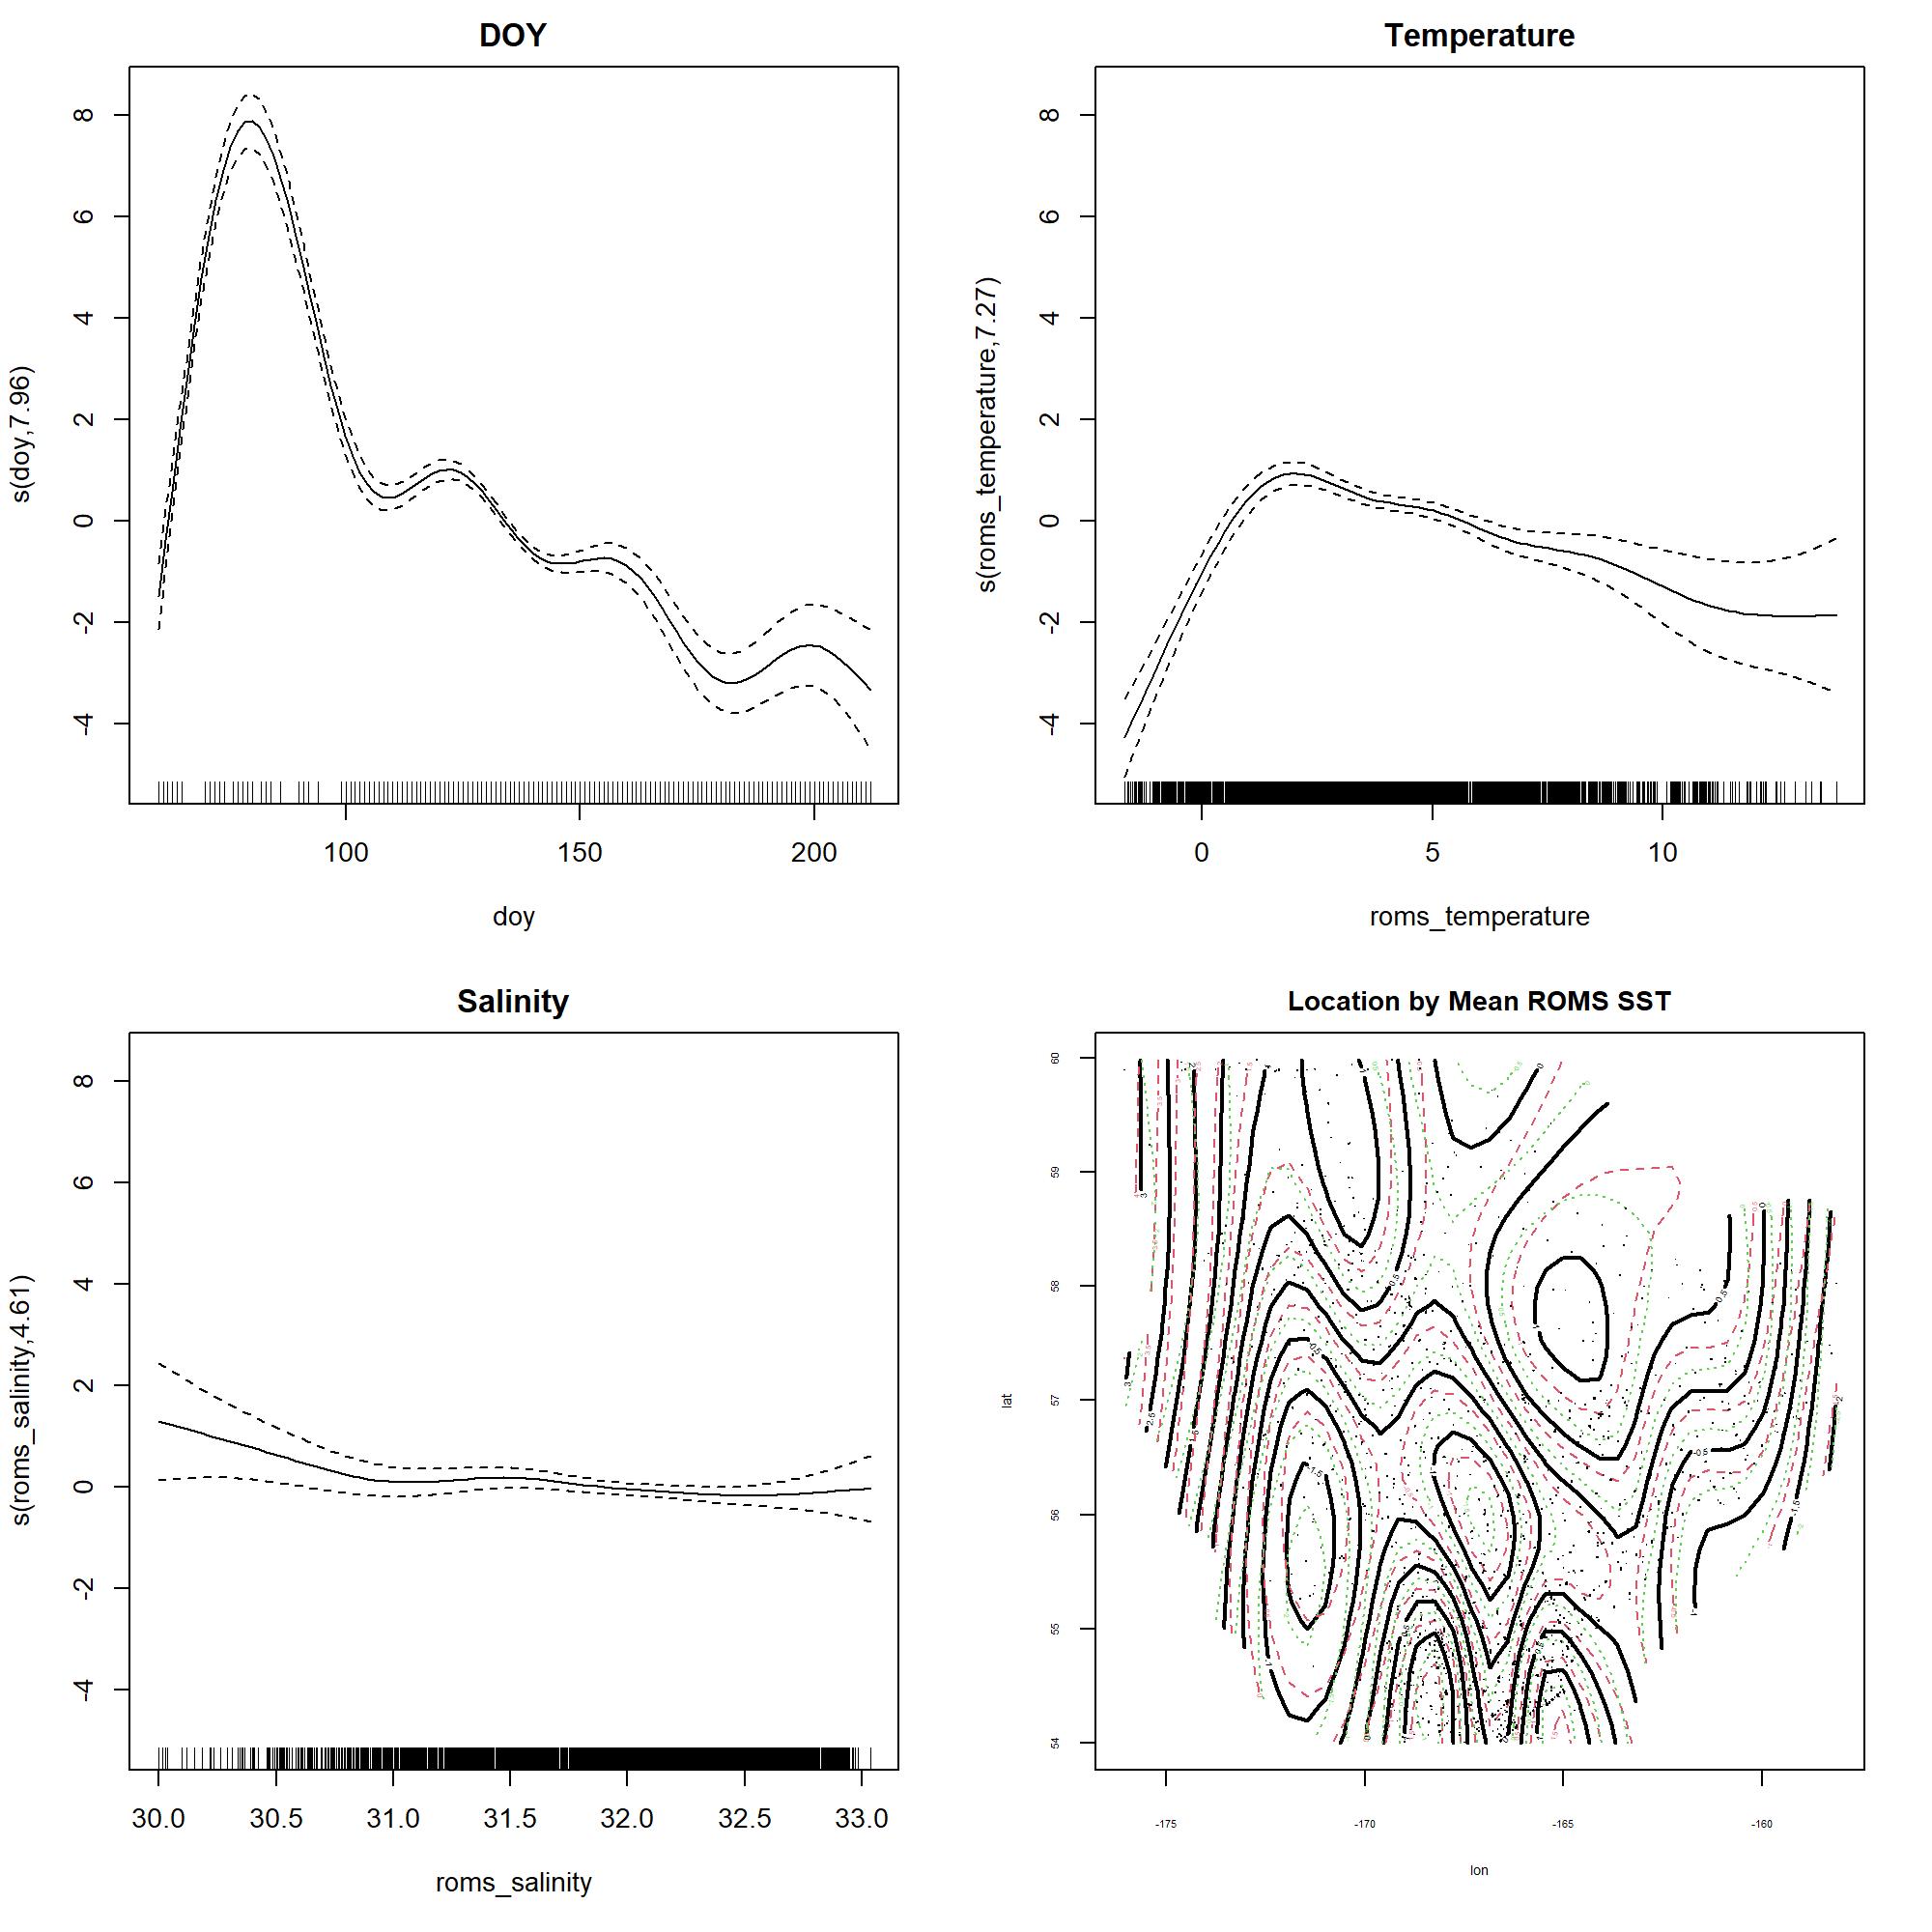 DOY
s(doy,7.96)
8
6
4
2
0
-2
-4
100 150 200
doy
Temperature
s(roms_temperature,7.27)
8
6
4
2
0
-2
-4
0 5 10
roms_temperature
Salinity
s(roms_salinity,4.61)
8
6
4
2
0
-2
-4
30.0 30.5 31.0 31.5 32.0 32.5 33.0
roms_salinity
Location by Mean ROMS SST
lat
60
59
58
57
56
55
54
-175 -170 -165 -160
lon